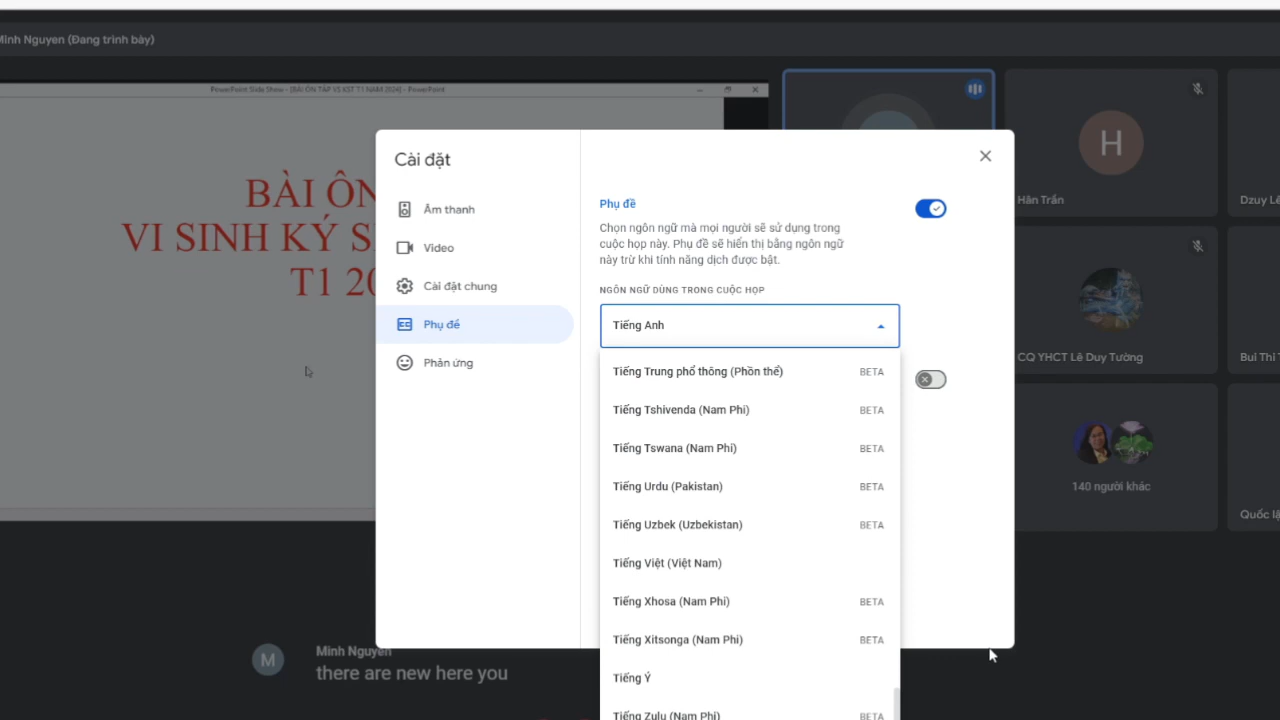 Minh Nguyen (Đang trình bày)
PowerPoint Slide Show - [BÀI ÔN TẬP VS KST T1 NĂM 2024] - PowerPoint
BÀI ÔN
VI SINH KÝ S
T1 20
Cài đặt
Âm thanh
Video
Cài đặt chung
Phụ đề
Phản ứng
Phụ đề
Chọn ngôn ngữ mà mọi người sẽ sử dụng trong
cuộc họp này. Phụ đề sẽ hiển thị bằng ngôn ngữ
này trừ khi tính năng dịch được bật.
NGÔN NGỮ DÙNG TRONG CUỘC HỌP
Tiếng Anh
Tiếng Trung phổ thông (Phồn thể) BETA
Tiếng Tshivenda (Nam Phi) BETA
Tiếng Tswana (Nam Phi) BETA
Tiếng Urdu (Pakistan) BETA
Tiếng Uzbek (Uzbekistan) BETA
Tiếng Việt (Việt Nam)
Tiếng Xhosa (Nam Phi) BETA
Tiếng Xitsonga (Nam Phi) BETA
Tiếng Ý
Tiếng Zulu (Nam Phi) BETA
H
Hân Trần
Dzuy Lê
CQ YHCT Lê Duy Tường
Bui Thi
140 người khác
Quốc lậ
M
Minh Nguyen
there are new here you